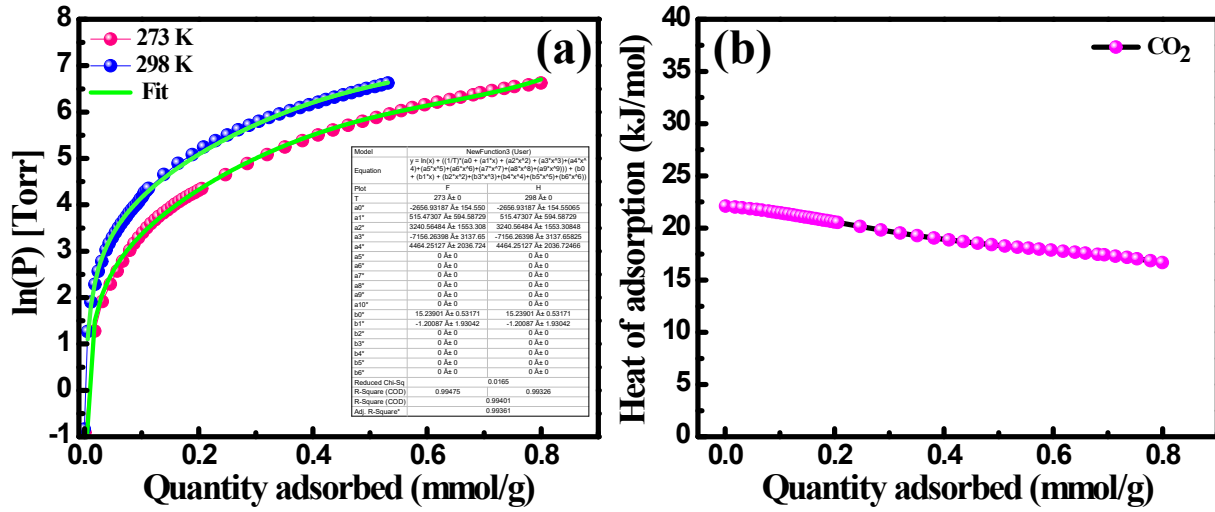 (a)
273 K
298 K
Fit
ln(P) [Torr]
8
7
6
5
4
3
2
1
0
-1
0.0 0.2 0.4 0.6 0.8
Quantity adsorbed (mmol/g)
Model NewFunction3 (User)
Equation y = ln(x) + ((1/T)*(a0 + (a1*x) + (a2*x^2) + (a3*x^3)+(a4*x^
4)+(a5*x^5)+(a6*x^6)+(a7*x^7)+(a8*x^8)+(a9*x^9))) + (b0
+ (b1*x) + (b2*x^2)+(b3*x^3)+(b4*x^4)+(b5*x^5)+(b6*x^6))
Plot F H
T 273 Å± 0 298 Å± 0
a0" -2656.93187 Å± 154.550 -2656.93187 Å± 154.55065
a1" 515.47307 Å± 594.58729 515.47307 Å± 594.58729
a2" 3240.56484 Å± 1553.308 3240.56484 Å± 1553.30848
a3" -7156.26398 Å± 3137.65 -7156.26398 Å± 3137.65825
a4" 4464.25127 Å± 2036.724 4464.25127 Å± 2036.72466
a5" 0 Å± 0 0 Å± 0
a6" 0 Å± 0 0 Å± 0
a7" 0 Å± 0 0 Å± 0
a8" 0 Å± 0 0 Å± 0
a9" 0 Å± 0 0 Å± 0
a10" 0 Å± 0 0 Å± 0
b0" 15.23901 Å± 0.53171 15.23901 Å± 0.53171
b1" -1.20087 Å± 1.93042 -1.20087 Å± 1.93042
b2" 0 Å± 0 0 Å± 0
b3" 0 Å± 0 0 Å± 0
b4" 0 Å± 0 0 Å± 0
b5" 0 Å± 0 0 Å± 0
b6" 0 Å± 0 0 Å± 0
Reduced Chi-Sq 0.0165
R-Square (COD) 0.99475 0.99326
R-Square (COD) 0.99401
Adj. R-Square" 0.99361
(b)
CO₂
Heat of adsorption (kJ/mol)
40
35
30
25
20
15
10
5
0
0.0 0.2 0.4 0.6 0.8
Quantity adsorbed (mmol/g)